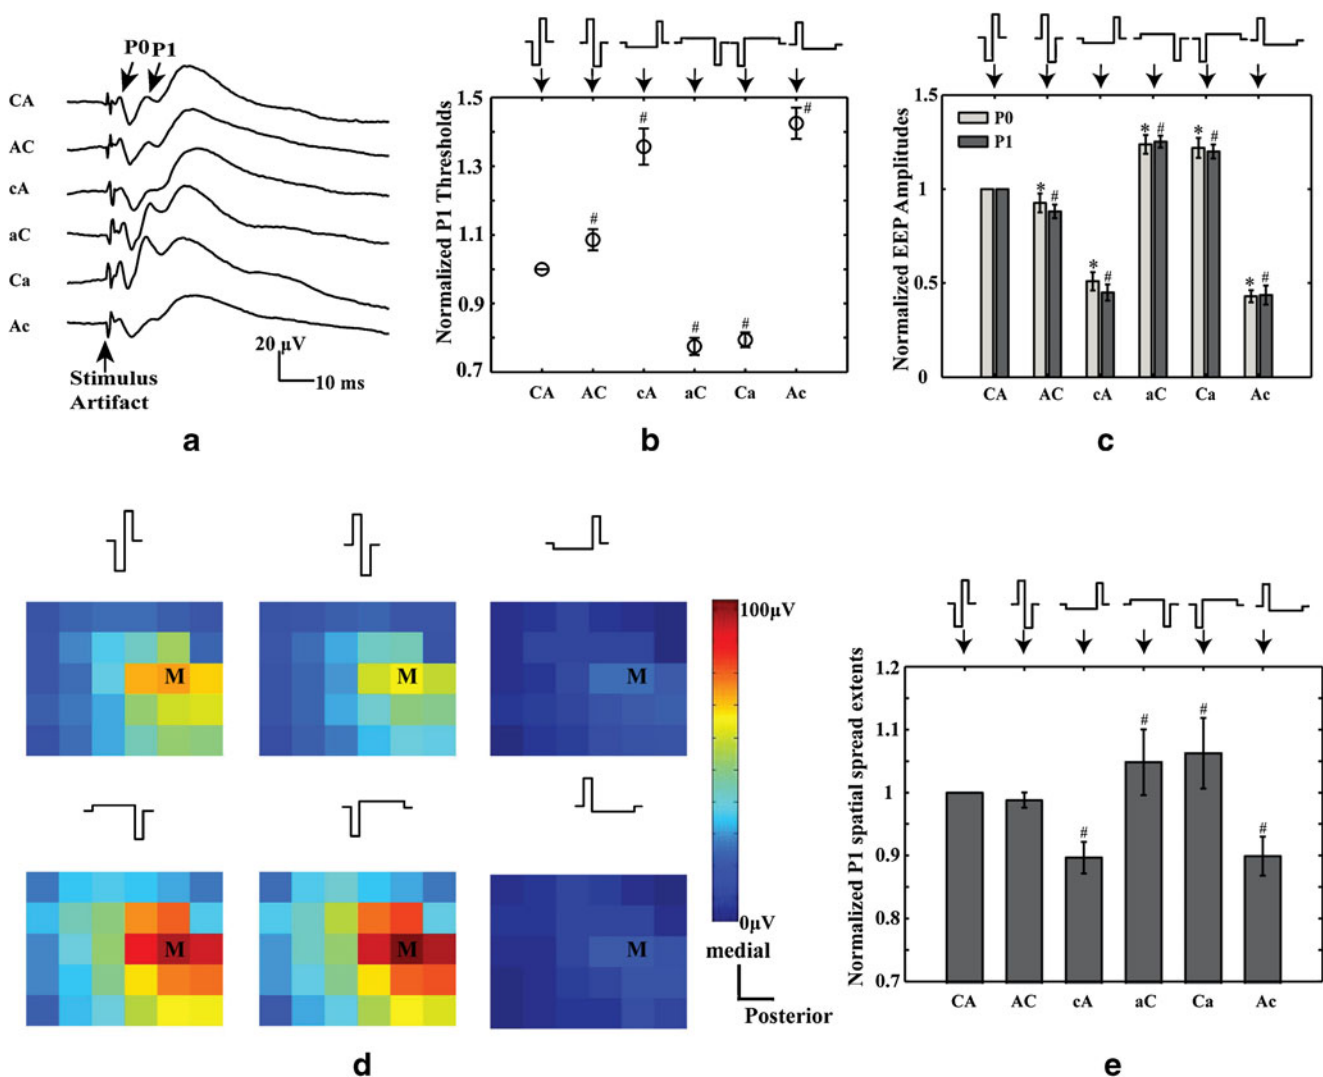 P0 P1
CA
AC
cA
aC
Ca
Ac
20 µV
10 ms
Stimulus
Artifact
a
Normalized P1 Thresholds
1.5
1.3
1.1
0.9
0.7
#
#
#
#
#
CA AC cA aC Ca Ac
b
Normalized EEP Amplitudes
1.5
1
0.5
0
P0
P1
* #
* #
* #
* #
* #
CA AC cA aC Ca Ac
c
M
M
M
M
M
M
100µV
0µV
medial
Posterior
d
Normalized P1 spatial spread extents
1.2
1.1
1
0.9
0.8
0.7
#
#
#
#
CA AC cA aC Ca Ac
e